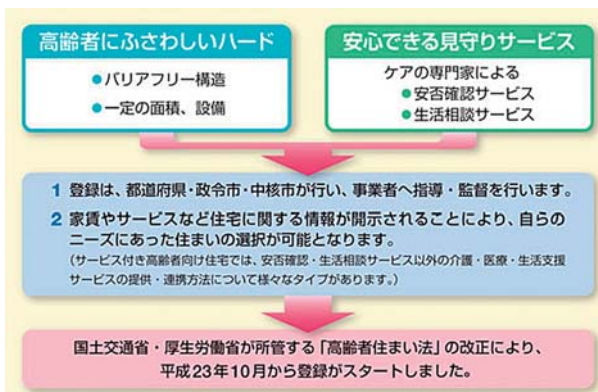 高齢者にふさわしいハード
●バリアフリー構造
●一定の面積、設備
安心できる見守りサービス
ケアの専門家による
●安否確認サービス
●生活相談サービス
1 登録は、都道府県・政令市・中核市が行い、事業者へ指導・監督を行います。
2 家賃やサービスなど住宅に関する情報が開示されることにより、自らの
ニーズにあった住まいの選択が可能となります。
(サービス付き高齢者向け住宅では、安否確認・生活相談サービス以外の介護・医療・生活支援
サービスの提供・連携方法について様々なタイプがあります。)
国土交通省・厚生労働省が所管する「高齢者住まい法」の改正により、
平成23年10月から登録がスタートしました。